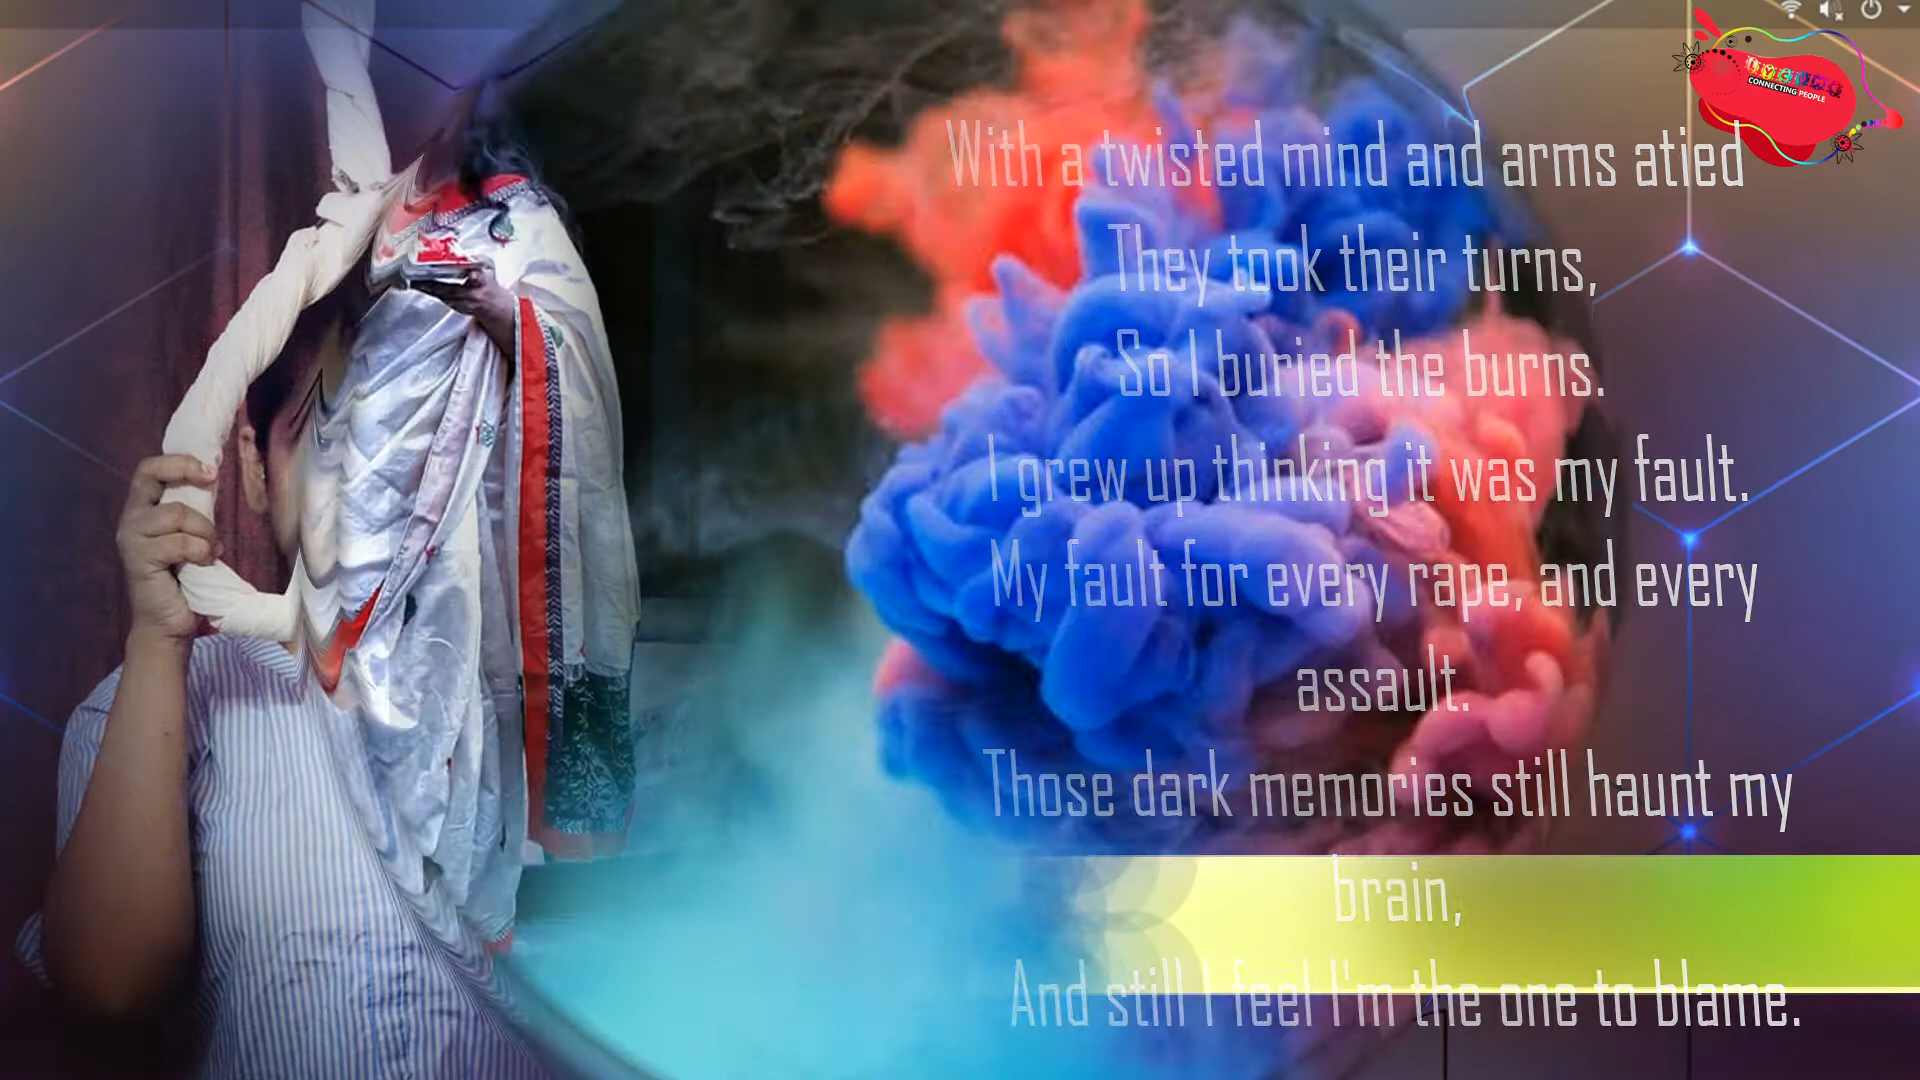 CONNECTING PEOPLE
With a twisted mind and arms atied
They took their turns,
So I buried the burns.
I grew up thinking it was my fault.
My fault for every rape, and every
assault.
Those dark memories still haunt my
brain,
And still I feel I'm the one to blame.